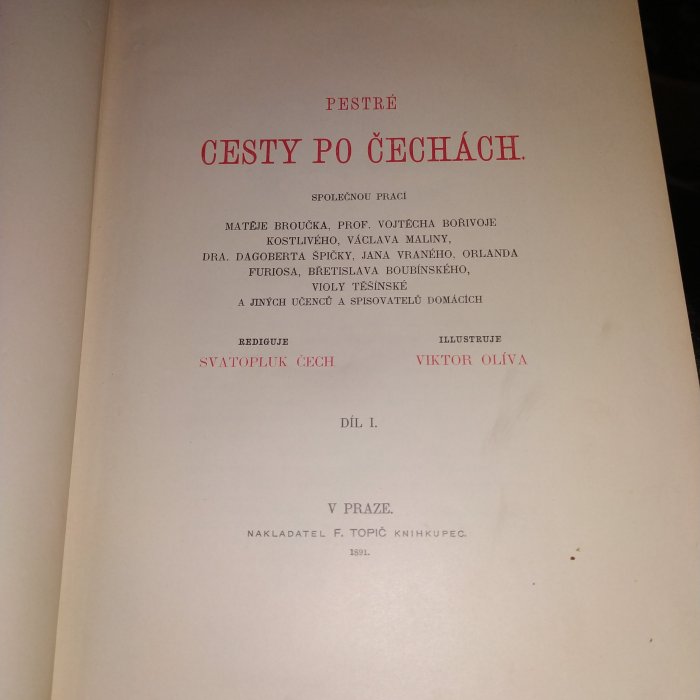 PESTRÉ
CESTY PO ČECHÁCH.
SPOLEČNOU PRACÍ
MATĚJE BROUČKA, PROF. VOJTĚCHA BOŘIVOJE
KOSTLIVÉHO, VÁCLAVA MALINY,
DRA. DAGOBERTA ŠPIČKY, JANA VRANÉHO, ORLANDA
FURIOSA, BŘETISLAVA BOUBÍNSKÉHO,
VIOLY TĚŠÍNSKÉ
A JINÝCH UČENCŮ A SPISOVATELŮ DOMÁCÍCH
REDIGUJE
SVATOPLUK ČECH
ILLUSTRUJE
VIKTOR OLÍVA
DÍL I.
V PRAZE.
NAKLADATEL F. TOPIČ KNIHKUPEC.
1891.